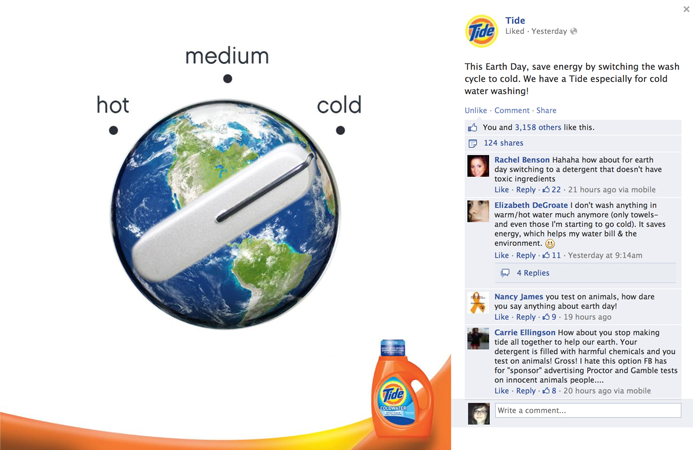 medium
hot
cold
Tide
COLDWATER
Tide
Tide
Liked · Yesterday
This Earth Day, save energy by switching the wash
cycle to cold. We have a Tide especially for cold
water washing!
Unlike · Comment · Share
You and 3,158 others like this.
124 shares
Rachel Benson Hahaha how about for earth
day switching to a detergent that doesn't have
toxic ingredients
Like · Reply · 22 · 21 hours ago via mobile
Elizabeth DeGroate I don't wash anything in
warm/hot water much anymore (only towels-
and even those I'm starting to go cold). It saves
energy, which helps my water bill & the
environment.
Like · Reply · 11 · Yesterday at 9:14am
4 Replies
Nancy James you test on animals, how dare
you say anything about earth day!
Like · Reply · 9 · 19 hours ago
Carrie Ellingson How about you stop making
tide all together to help our earth. Your
detergent is filled with harmful chemicals and you
test on animals! Gross! I hate this option FB has
for "sponsor" advertising Proctor and Gamble tests
on innocent animals people....
Like · Reply · 8 · 20 hours ago via mobile
Write a comment...